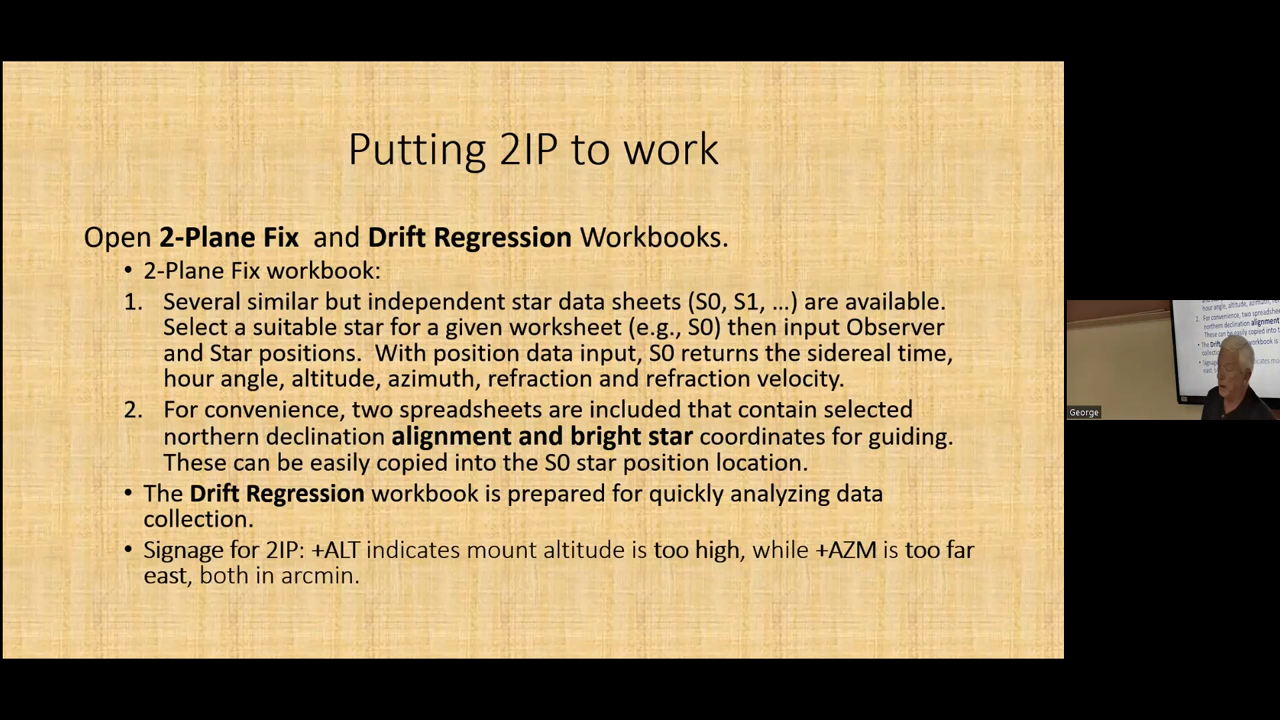 Putting 2IP to work
Open 2-Plane Fix and Drift Regression Workbooks.
• 2-Plane Fix workbook:
1. Several similar but independent star data sheets (S0, S1, …) are available.
Select a suitable star for a given worksheet (e.g., S0) then input Observer
and Star positions. With position data input, S0 returns the sidereal time,
hour angle, altitude, azimuth, refraction and refraction velocity.
2. For convenience, two spreadsheets are included that contain selected
northern declination alignment and bright star coordinates for guiding.
These can be easily copied into the S0 star position location.
• The Drift Regression workbook is prepared for quickly analyzing data
collection.
• Signage for 2IP: +ALT indicates mount altitude is too high, while +AZM is too far
east, both in arcmin.
George